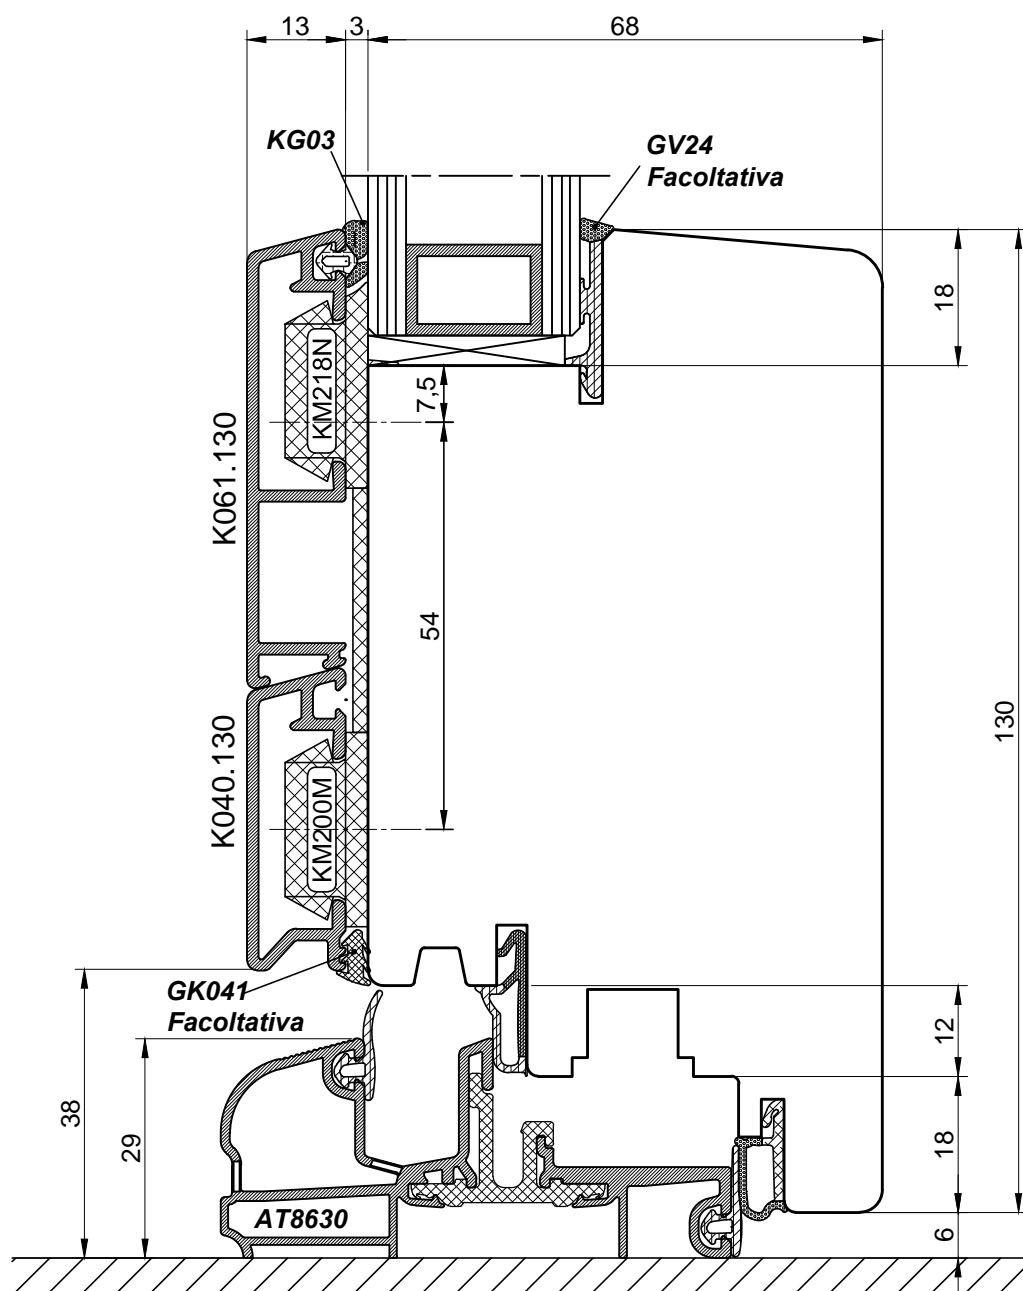 13
3
68
KG03
GV24
Facoltativa
18
7,5
KM218N
K061.130
54
130
K040.130
KM200M
GK041
Facoltativa
12
38
29
18
AT8630
6